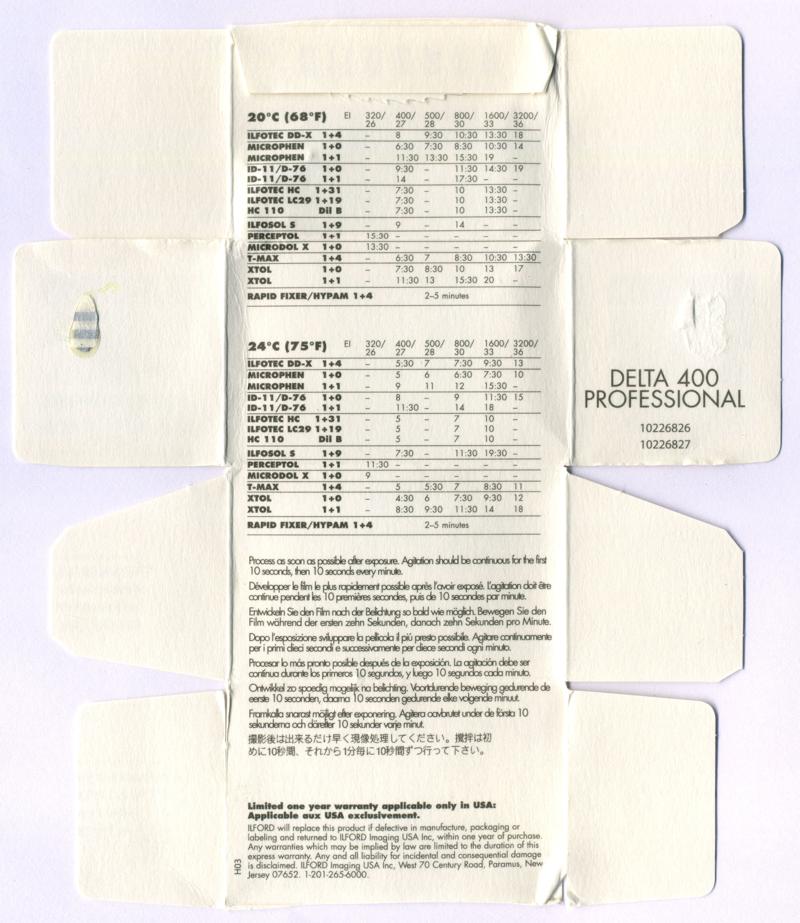 20°C (68°F) EI 320/26 400/27 500/28 800/30 1600/33 3200/36
ILFOTEC DD-X 1+4 – 8 9:30 10:30 13:30 18
MICROPHEN 1+0 – 6:30 7:30 8:30 10:30 14
MICROPHEN 1+1 – 11:30 13:30 15:30 19 –
ID-11/D-76 1+0 – 9:30 – 11:30 14:30 19
ID-11/D-76 1+1 – 14 – 17:30 – –
ILFOTEC HC 1+31 – 7:30 – 10 13:30 –
ILFOTEC LC29 1+19 – 7:30 – 10 13:30 –
HC 110 Dil B – 7:30 – 10 13:30 –
ILFOSOL S 1+9 – 9 – 14 – –
PERCEPTOL 1+1 15:30 – – – – –
MICRODOL X 1+0 13:30 – – – – –
T-MAX 1+4 – 6:30 7 8:30 10:30 13:30
XTOL 1+0 – 7:30 8:30 10 13 17
XTOL 1+1 – 11:30 13 15:30 20 –
RAPID FIXER/HYPAM 1+4 2–5 minutes
24°C (75°F) EI 320/26 400/27 500/28 800/30 1600/33 3200/36
ILFOTEC DD-X 1+4 – 5:30 7 7:30 9:30 13
MICROPHEN 1+0 – 5 6 6:30 7:30 10
MICROPHEN 1+1 – 9 11 12 15:30 –
ID-11/D-76 1+0 – 8 – 9 11:30 15
ID-11/D-76 1+1 – 11:30 – 14 18 –
ILFOTEC HC 1+31 – 5 – 7 10 –
ILFOTEC LC29 1+19 – 5 – 7 10 –
HC 110 Dil B – 5 – 7 10 –
ILFOSOL S 1+9 – 7:30 – 11:30 19:30 –
PERCEPTOL 1+1 11:30 – – – – –
MICRODOL X 1+0 9 – – – – –
T-MAX 1+4 – 5 5:30 7 8:30 11
XTOL 1+0 – 4:30 6 7:30 9:30 12
XTOL 1+1 – 8:30 9:30 11:30 14 18
RAPID FIXER/HYPAM 1+4 2–5 minutes
DELTA 400
PROFESSIONAL
10226826
10226827
Process as soon as possible after exposure. Agitation should be continuous for the first
10 seconds, then 10 seconds every minute.
Développer le film le plus rapidement possible après l'avoir exposé. L'agitation doit être
continue pendent les 10 premières secondes, puis de 10 secondes par minute.
Entwickeln Sie den Film nach der Belichtung so bald wie möglich. Bewegen Sie den
Film während der ersten zehn Sekunden, danach zehn Sekunden pro Minute.
Dopo l'esposizione sviluppare la pellicola il piú presto possibile. Agitare continuamente
per i primi dieci secondi e successivamente per diece secondi ogni minuto.
Procesar lo más pronto posible después de la exposición. La agitación debe ser
continua durante los primeros 10 segundos, y luego 10 segundos cada minuto.
Ontwikkel zo spoedig mogelijk na belichting. Voortdurende beweging gedurende de
eerste 10 seconden, daarna 10 seconden gedurende elke volgende minuut.
Framkalla snarast möjligt efter exponering. Agitera oavbrutet under de första 10
sekunderna och därefter 10 sekunder varje minut.
撮影後は出来るだけ早く現像処理してください。撹拌は初
めに10秒間、それから1分毎に10秒間ずつ行って下さい。
Limited one year warranty applicable only in USA:
Applicable aux USA exclusivement.
ILFORD will replace this product if defective in manufacture, packaging or
labeling and returned to ILFORD Imaging USA Inc, within one year of purchase.
Any warranties which may be implied by law are limited to the duration of this
express warranty. Any and all liability for incidental and consequential damage
is disclaimed. ILFORD Imaging USA Inc, West 70 Century Road, Paramus, New
Jersey 07652. 1-201-265-6000.
H03